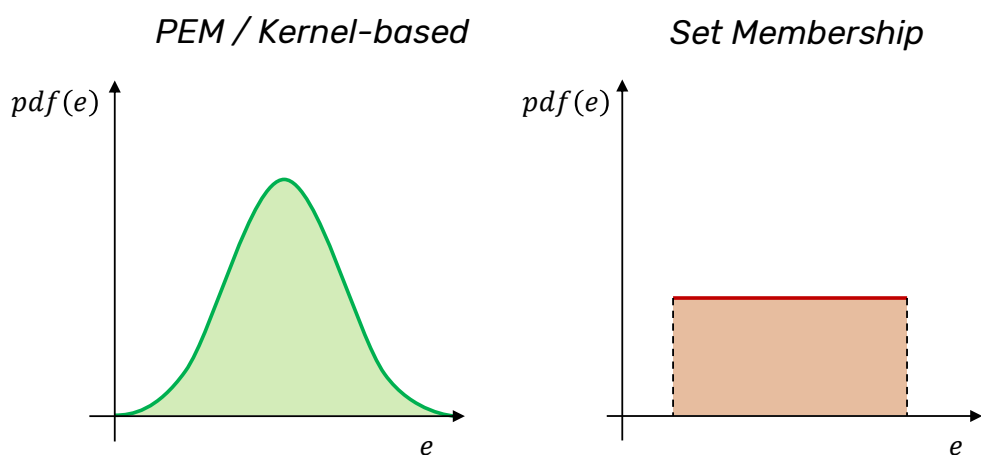 PEM / Kernel-based
Set Membership
pdf(e)
pdf(e)
e
e